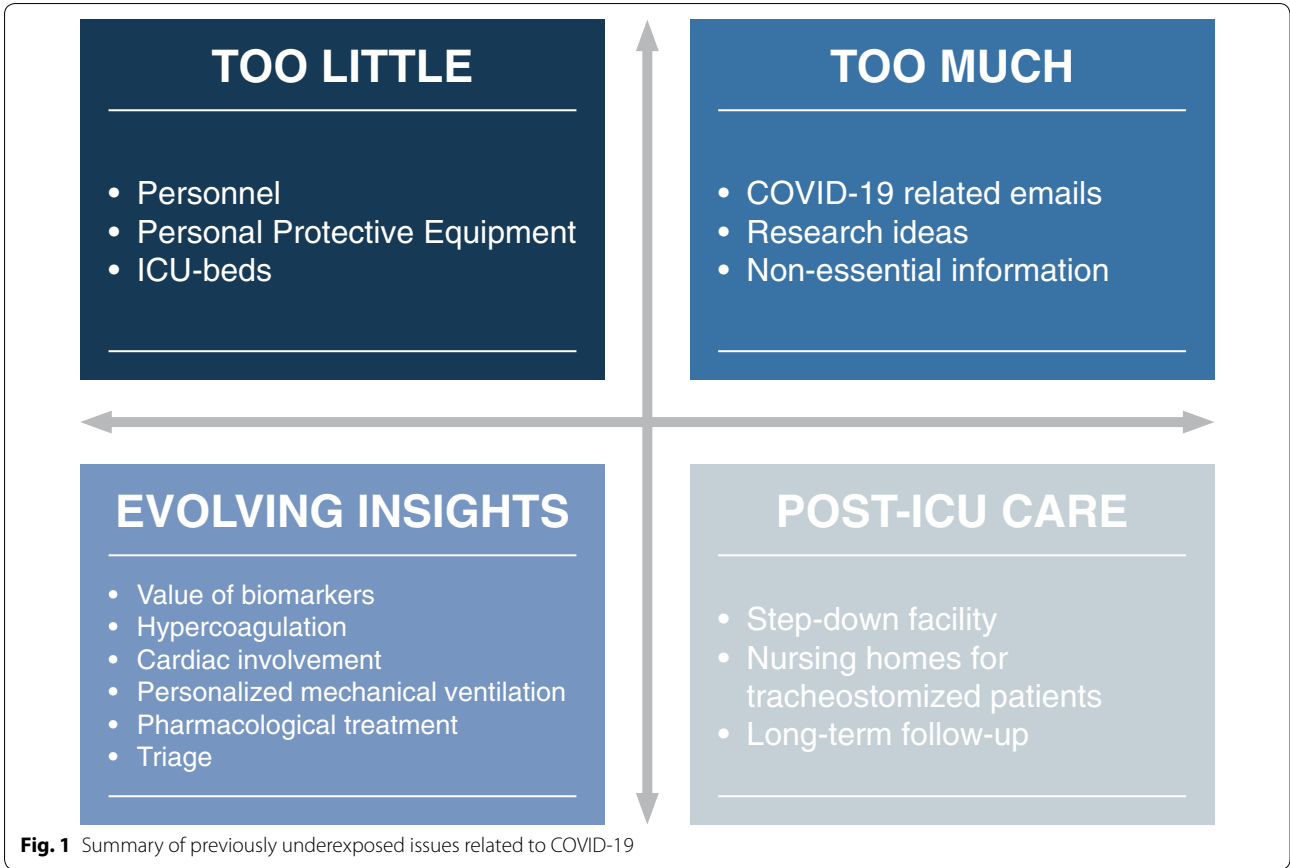 TOO LITTLE
• Personnel
• Personal Protective Equipment
• ICU-beds
TOO MUCH
• COVID-19 related emails
• Research ideas
• Non-essential information
EVOLVING INSIGHTS
• Value of biomarkers
• Hypercoagulation
• Cardiac involvement
• Personalized mechanical ventilation
• Pharmacological treatment
• Triage
POST-ICU CARE
• Step-down facility
• Nursing homes for
tracheostomized patients
• Long-term follow-up
Fig. 1 Summary of previously underexposed issues related to COVID-19